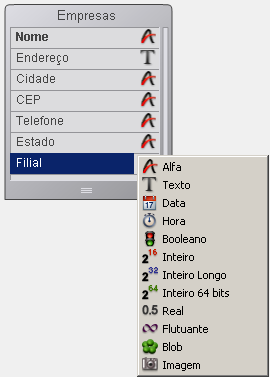 Empresas
Nome
Endereço
Cidade
CEP
Telefone
Estado
Filial
Alfa
Texto
17 Data
Hora
Booleano
2 16 Inteiro
2 32 Inteiro Longo
2 64 Inteiro 64 bits
0.5 Real
Flutuante
Blob
Imagem